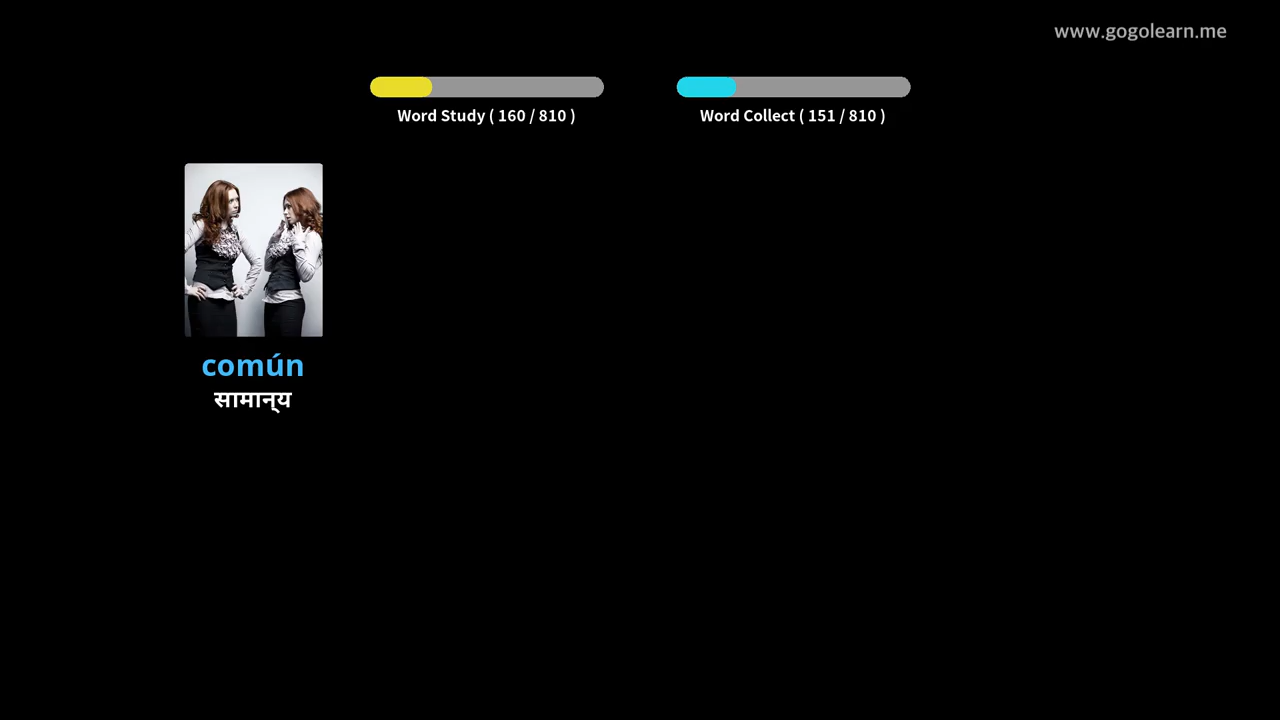 www.gogolearn.me
Word Study ( 160 / 810 )
Word Collect ( 151 / 810 )
común
सामान्य